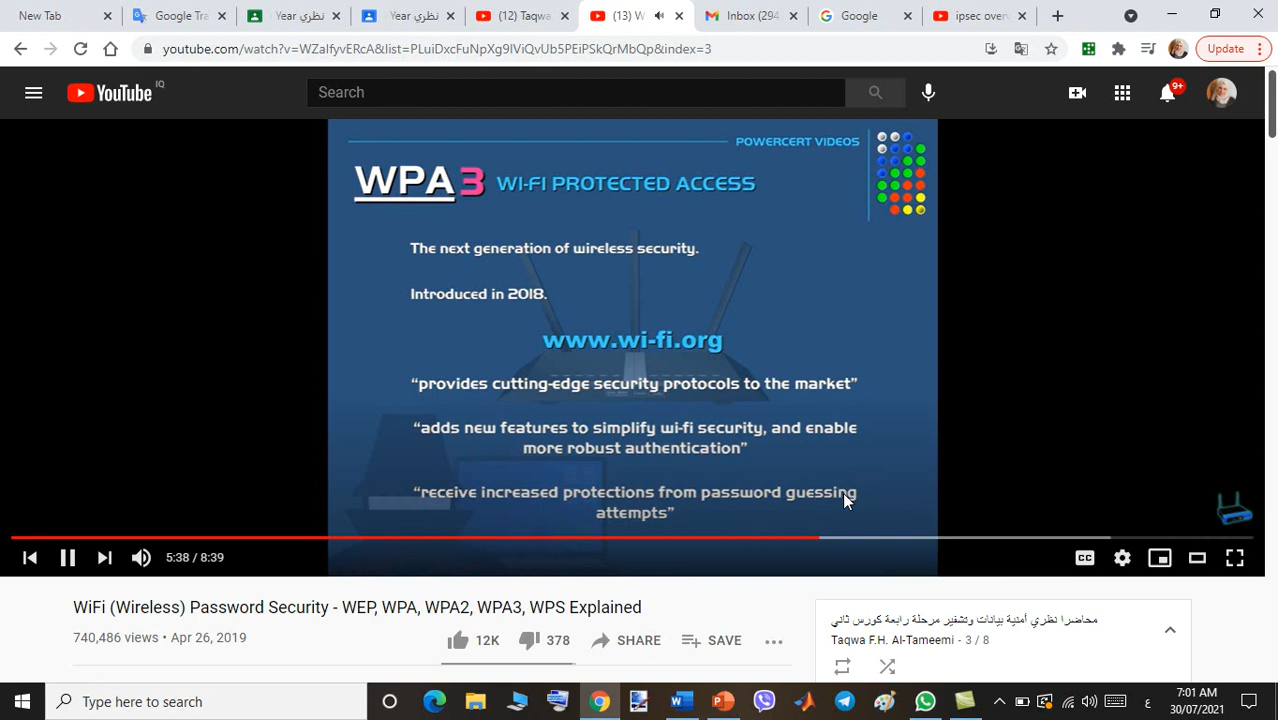 New Tab
Google Tra
نظري Year
نظري Year
(12) Taqwa
(13) W
Inbox (294
Google
ipsec over
youtube.com/watch?v=WZaIfyvERcA&list=PLuiDxcFuNpXg9IViQvUb5PEiPSkQrMbQp&index=3
Update
YouTube IQ
Search
9+
POWERCERT VIDEOS
WPA3 WI-FI PROTECTED ACCESS
The next generation of wireless security.
Introduced in 2018.
www.wi-fi.org
“provides cutting-edge security protocols to the market”
“adds new features to simplify wi-fi security, and enable
more robust authentication”
“receive increased protections from password guessing
attempts”
5:38 / 8:39
CC
WiFi (Wireless) Password Security - WEP, WPA, WPA2, WPA3, WPS Explained
740,486 views • Apr 26, 2019
12K
378
SHARE
SAVE
محاضرا نظري أمنية بيانات وتشفير مرحلة رابعة كورس ثاني
Taqwa F.H. Al-Tameemi - 3 / 8
Type here to search
ع
7:01 AM
30/07/2021